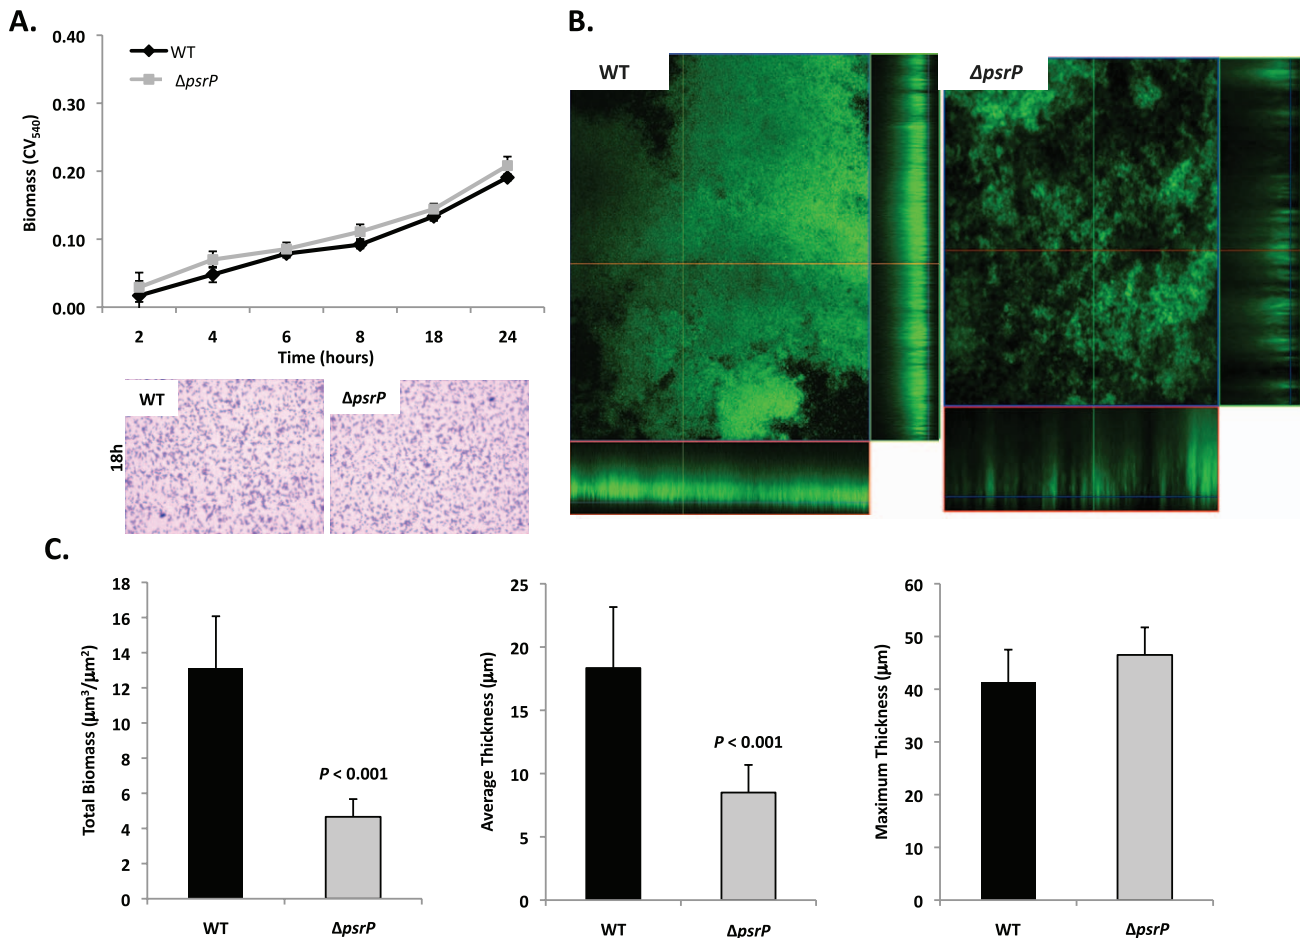 A.
0.40
0.30
0.20
0.10
0.00
Biomass (CV540)
WT
ΔpsrP
2 4 6 8 18 24
Time (hours)
18h
WT
ΔpsrP
B.
WT
ΔpsrP
C.
18
16
14
12
10
8
6
4
2
0
Total Biomass (μm³/μm²)
P < 0.001
WT ΔpsrP
25
20
15
10
5
0
Average Thickness (μm)
P < 0.001
WT ΔpsrP
60
50
40
30
20
10
0
Maximum Thickness (μm)
WT ΔpsrP